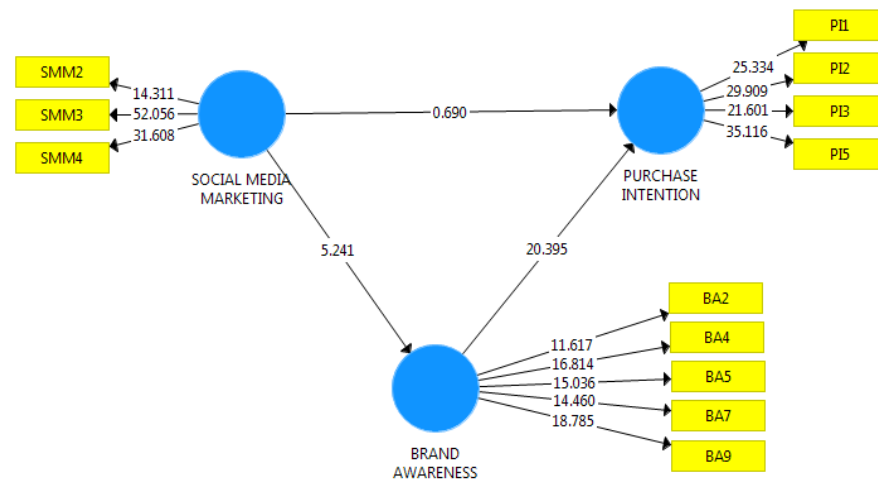 PI1
SMM2
25.334
PI2
14.311
29.909
SMM3
52.056
0.690
21.601
PI3
31.608
35.116
SMM4
PI5
SOCIAL MEDIA
MARKETING
PURCHASE
INTENTION
5.241
20.395
BA2
11.617
BA4
16.814
15.036
BA5
14.460
BA7
18.785
BRAND
AWARENESS
BA9